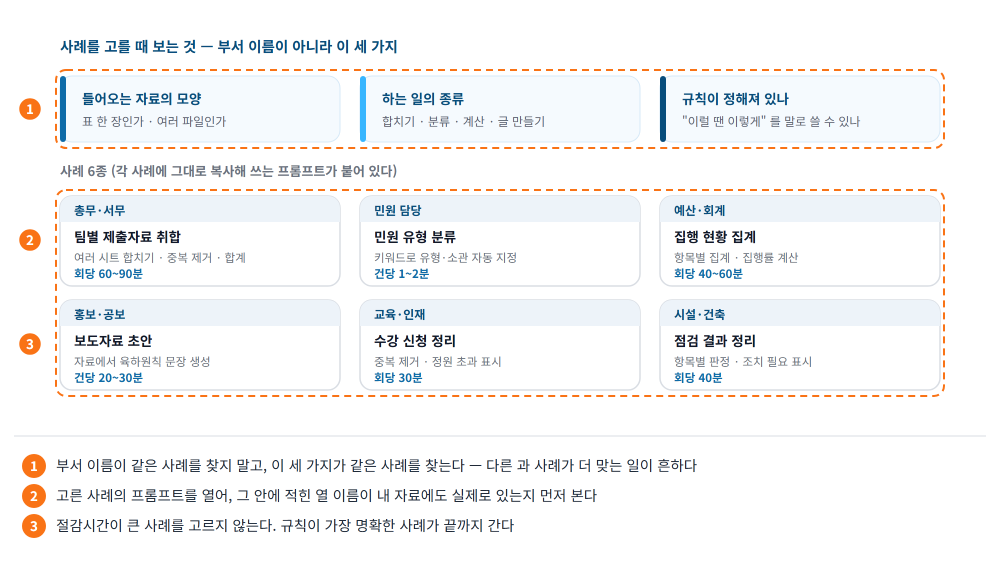 사례를 고를 때 보는 것 — 부서 이름이 아니라 이 세 가지
1
들어오는 자료의 모양
표 한 장인가 · 여러 파일인가
하는 일의 종류
합치기 · 분류 · 계산 · 글 만들기
규칙이 정해져 있나
"이럴 땐 이렇게" 를 말로 쓸 수 있나
사례 6종 (각 사례에 그대로 복사해 쓰는 프롬프트가 붙어 있다)
2
총무·서무
팀별 제출자료 취합
여러 시트 합치기 · 중복 제거 · 합계
회당 60~90분
민원 담당
민원 유형 분류
키워드로 유형·소관 자동 지정
건당 1~2분
예산·회계
집행 현황 집계
항목별 집계 · 집행률 계산
회당 40~60분
3
홍보·공보
보도자료 초안
자료에서 육하원칙 문장 생성
건당 20~30분
교육·인재
수강 신청 정리
중복 제거 · 정원 초과 표시
회당 30분
시설·건축
점검 결과 정리
항목별 판정 · 조치 필요 표시
회당 40분
1 부서 이름이 같은 사례를 찾지 말고, 이 세 가지가 같은 사례를 찾는다 — 다른 과 사례가 더 맞는 일이 흔하다
2 고른 사례의 프롬프트를 열어, 그 안에 적힌 열 이름이 내 자료에도 실제로 있는지 먼저 본다
3 절감시간이 큰 사례를 고르지 않는다. 규칙이 가장 명확한 사례가 끝까지 간다